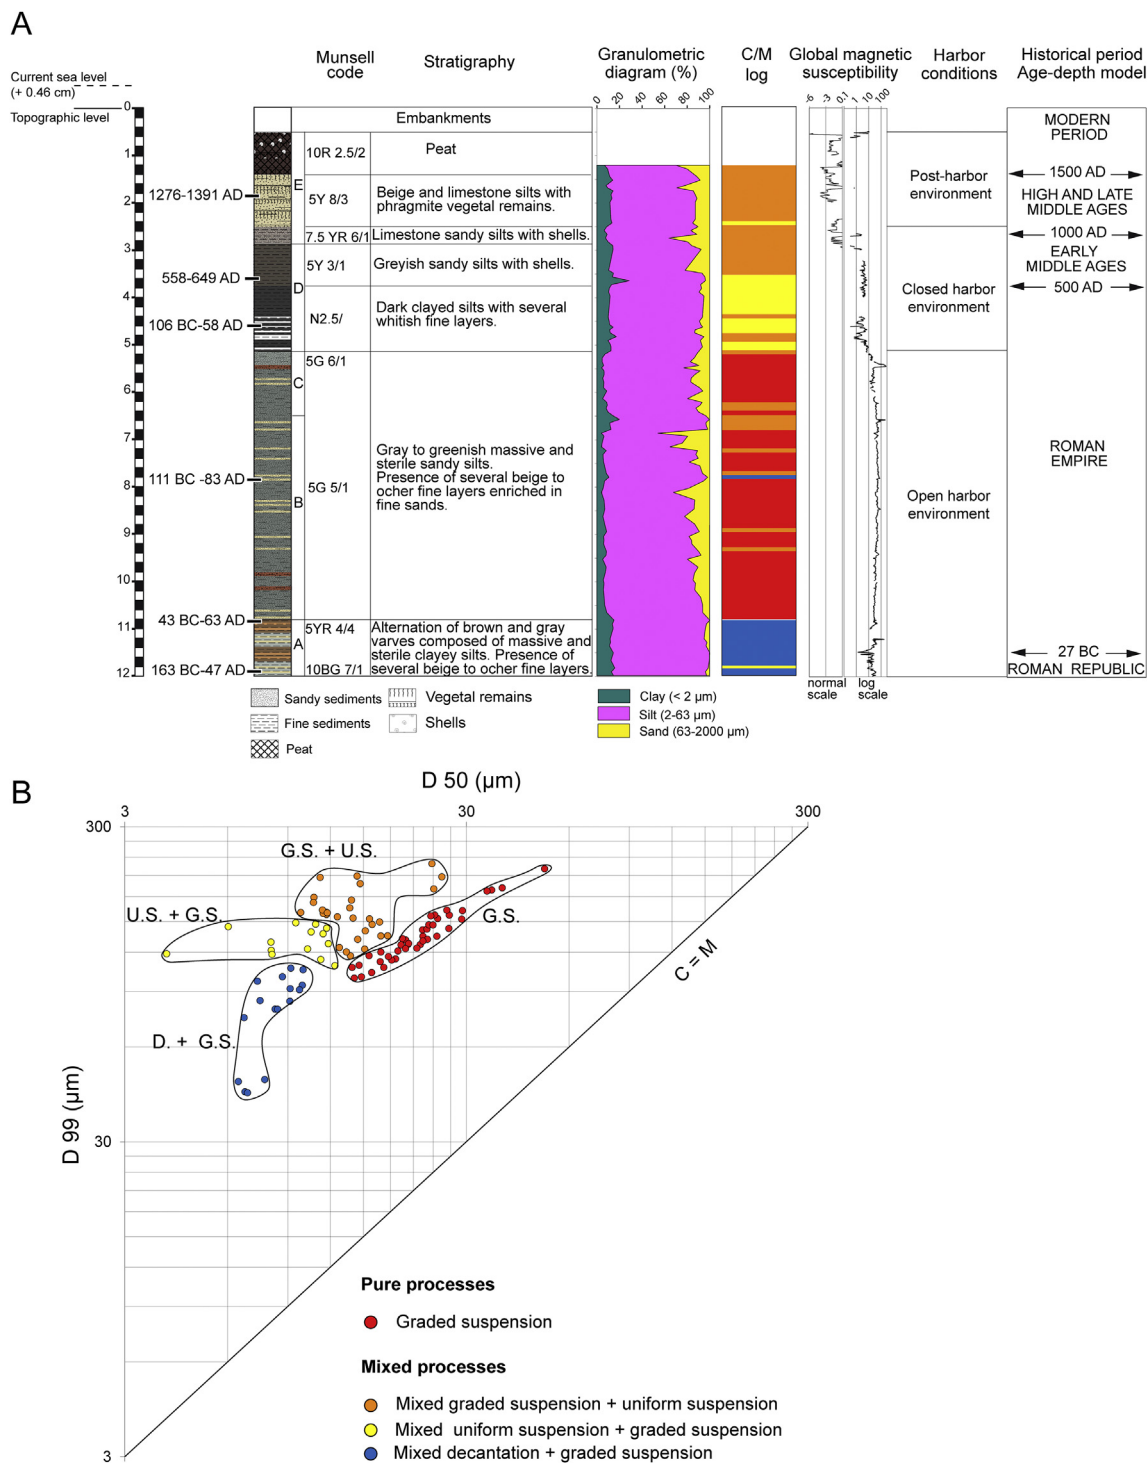 A
Munsell
code
Stratigraphy
Granulometric
diagram (%)
C/M
log
Global magnetic
susceptibility
Harbor
conditions
Historical period
Age-depth model
Current sea level
(+ 0.46 cm)
Topographic level
0 20 40 60 80 100
-6 -3 0,1 1 10 100
0
1
2
3
4
5
6
7
8
9
10
11
12
1276-1391 AD
558-649 AD
106 BC-58 AD
111 BC -83 AD
43 BC-63 AD
163 BC-47 AD
E
D
C
B
A
Embankments
10R 2.5/2
Peat
5Y 8/3
Beige and limestone silts with
phragmite vegetal remains.
7.5 YR 6/1
Limestone sandy silts with shells.
5Y 3/1
Greyish sandy silts with shells.
N2.5/
Dark clayed silts with several
whitish fine layers.
5G 6/1
5G 5/1
Gray to greenish massive and
sterile sandy silts.
Presence of several beige to
ocher fine layers enriched in
fine sands.
5YR 4/4
10BG 7/1
Alternation of brown and gray
varves composed of massive and
sterile clayey silts. Presence of
several beige to ocher fine layers.
normal
scale
log
scale
Post-harbor
environment
Closed harbor
environment
Open harbor
environment
MODERN
PERIOD
1500 AD
HIGH AND LATE
MIDDLE AGES
1000 AD
EARLY
MIDDLE AGES
500 AD
ROMAN
EMPIRE
27 BC
ROMAN REPUBLIC
Sandy sediments
Fine sediments
Peat
Vegetal remains
Shells
Clay (< 2 µm)
Silt (2-63 µm)
Sand (63-2000 µm)
B
D 50 (µm)
3 30 300
300
30
3
D 99 (µm)
G.S. + U.S.
U.S. + G.S.
G.S.
D. + G.S.
C = M
Pure processes
Graded suspension
Mixed processes
Mixed graded suspension + uniform suspension
Mixed uniform suspension + graded suspension
Mixed decantation + graded suspension